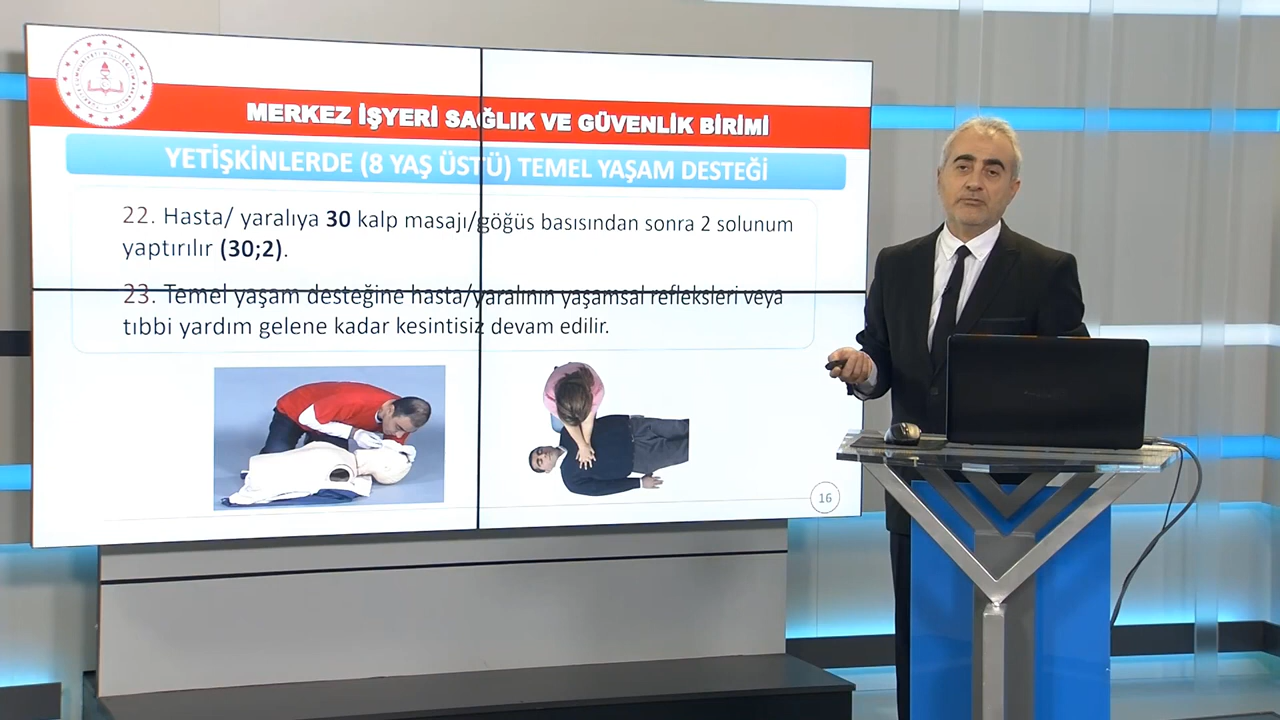 MERKEZ İŞYERİ SAĞLIK VE GÜVENLİK BİRİMİ
YETİŞKİNLERDE (8 YAŞ ÜSTÜ) TEMEL YAŞAM DESTEĞİ
22. Hasta/ yaralıya 30 kalp masajı/göğüs basısından sonra 2 solunum
yaptırılır (30;2).
23. Temel yaşam desteğine hasta/yaralının yaşamsal refleksleri veya
tıbbi yardım gelene kadar kesintisiz devam edilir.
16